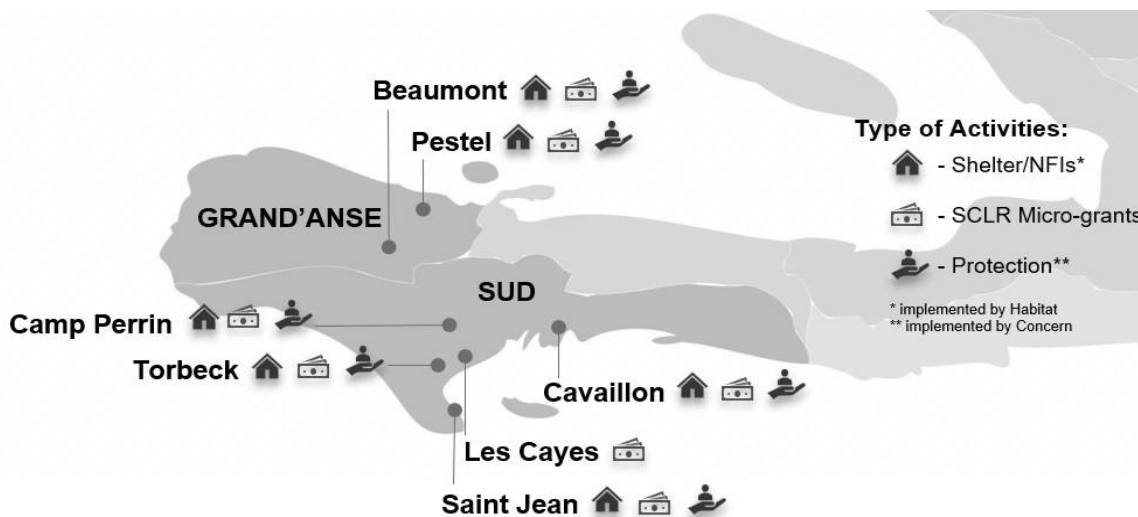 Beaumont
Pestel
GRAND’ANSE
SUD
Camp Perrin
Torbeck
Cavaillon
Les Cayes
Saint Jean
Type of Activities:
- Shelter/NFIs*
- SCLR Micro-grants
- Protection**
* implemented by Habitat
** implemented by Concern